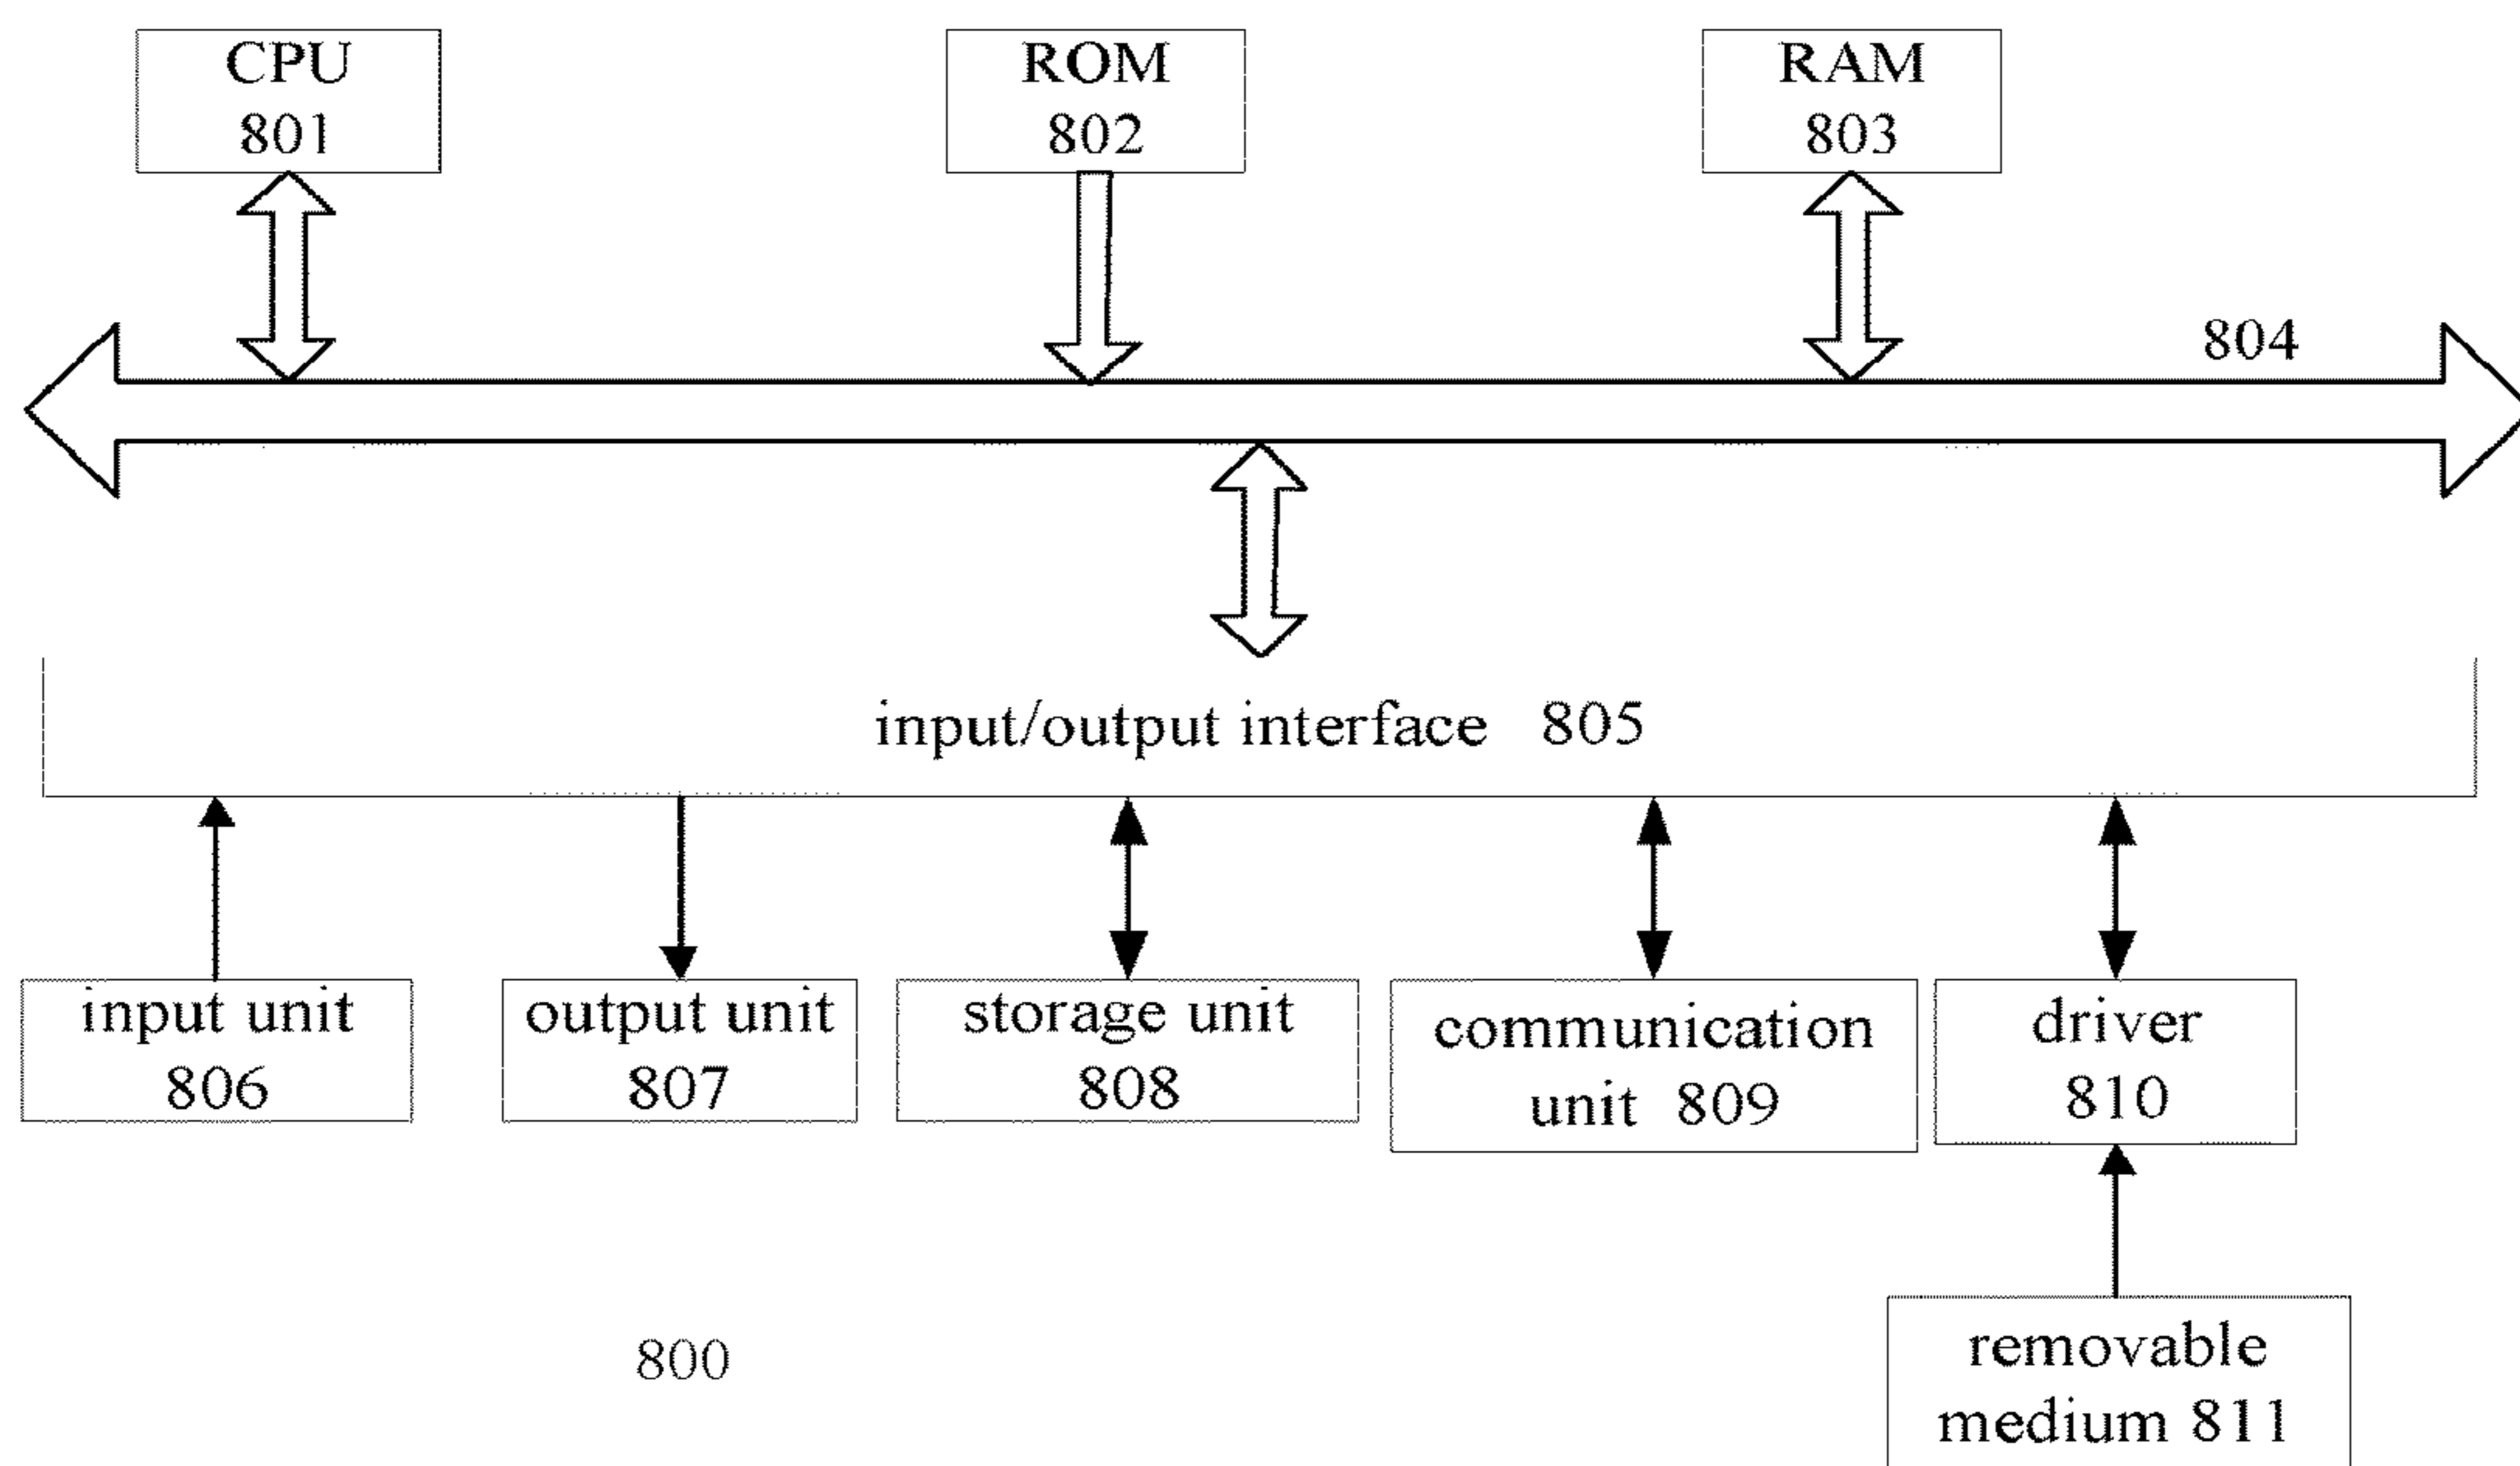 CPU
801
ROM
802
RAM
803
804
input/output interface 805
input unit
806
output unit
807
storage unit
808
communication
unit 809
driver
810
800
removable
medium 811